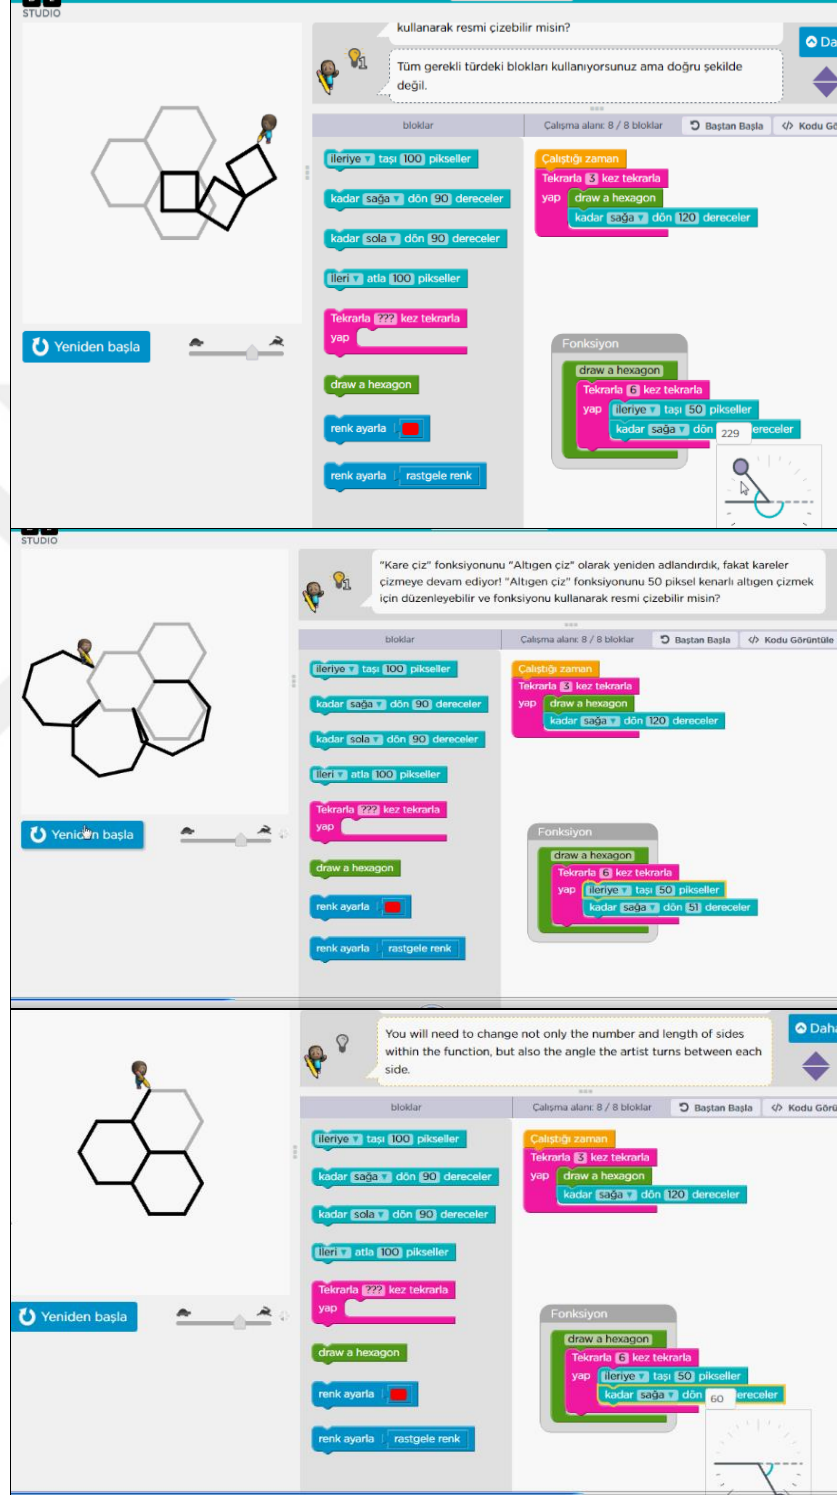 STUDIO
kullanarak resmi çizebilir misin?
Tüm gerekli türdeki blokları kullanıyorsunuz ama doğru şekilde
değil.
Da
bloklar
Çalışma alanı: 8 / 8 bloklar
Baştan Başla
</> Kodu Gö
ileriye taşı 100 pikseller
kadar sağa dön 90 dereceler
kadar sola dön 90 dereceler
İleri atla 100 pikseller
Tekrarla ??? kez tekrarla
yap
draw a hexagon
renk ayarla
renk ayarla rastgele renk
Yeniden başla
Çalıştığı zaman
Tekrarla 3 kez tekrarla
yap draw a hexagon
kadar sağa dön 120 dereceler
Fonksiyon
draw a hexagon
Tekrarla 6 kez tekrarla
yap ileriye taşı 50 pikseller
kadar sağa dön 229 ereceler
STUDIO
"Kare çiz" fonksiyonunu "Altıgen çiz" olarak yeniden adlandırdık, fakat kareler
çizmeye devam ediyor! "Altıgen çiz" fonksiyonunu 50 piksel kenarlı altıgen çizmek
için düzenleyebilir ve fonksiyonu kullanarak resmi çizebilir misin?
bloklar
Çalışma alanı: 8 / 8 bloklar
Baştan Başla
</> Kodu Görüntüle
ileriye taşı 100 pikseller
kadar sağa dön 90 dereceler
kadar sola dön 90 dereceler
İleri atla 100 pikseller
Tekrarla ??? kez tekrarla
yap
draw a hexagon
renk ayarla
renk ayarla rastgele renk
Yeniden başla
Çalıştığı zaman
Tekrarla 3 kez tekrarla
yap draw a hexagon
kadar sağa dön 120 dereceler
Fonksiyon
draw a hexagon
Tekrarla 6 kez tekrarla
yap ileriye taşı 50 pikseller
kadar sağa dön 51 dereceler
You will need to change not only the number and length of sides
within the function, but also the angle the artist turns between each
side.
Daha
bloklar
Çalışma alanı: 8 / 8 bloklar
Baştan Başla
</> Kodu Görü
ileriye taşı 100 pikseller
kadar sağa dön 90 dereceler
kadar sola dön 90 dereceler
İleri atla 100 pikseller
Tekrarla ??? kez tekrarla
yap
draw a hexagon
renk ayarla
renk ayarla rastgele renk
Yeniden başla
Çalıştığı zaman
Tekrarla 3 kez tekrarla
yap draw a hexagon
kadar sağa dön 120 dereceler
Fonksiyon
draw a hexagon
Tekrarla 6 kez tekrarla
yap ileriye taşı 50 pikseller
kadar sağa dön 60 ereceler